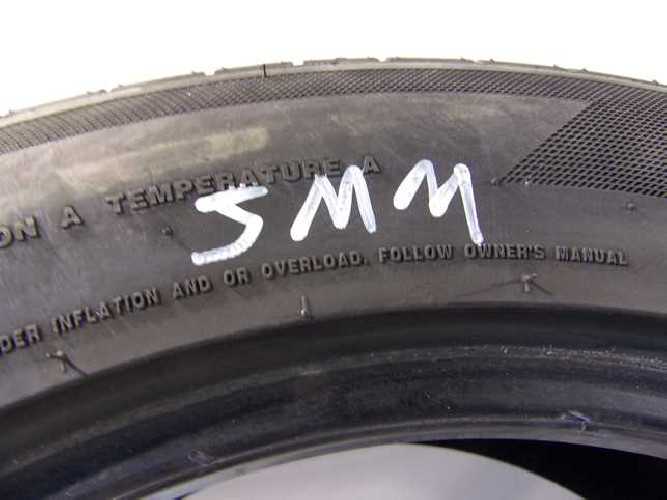 ON A TEMPERATURE A
5MM
DER INFLATION AND OR OVERLOAD. FOLLOW OWNER'S MANUAL